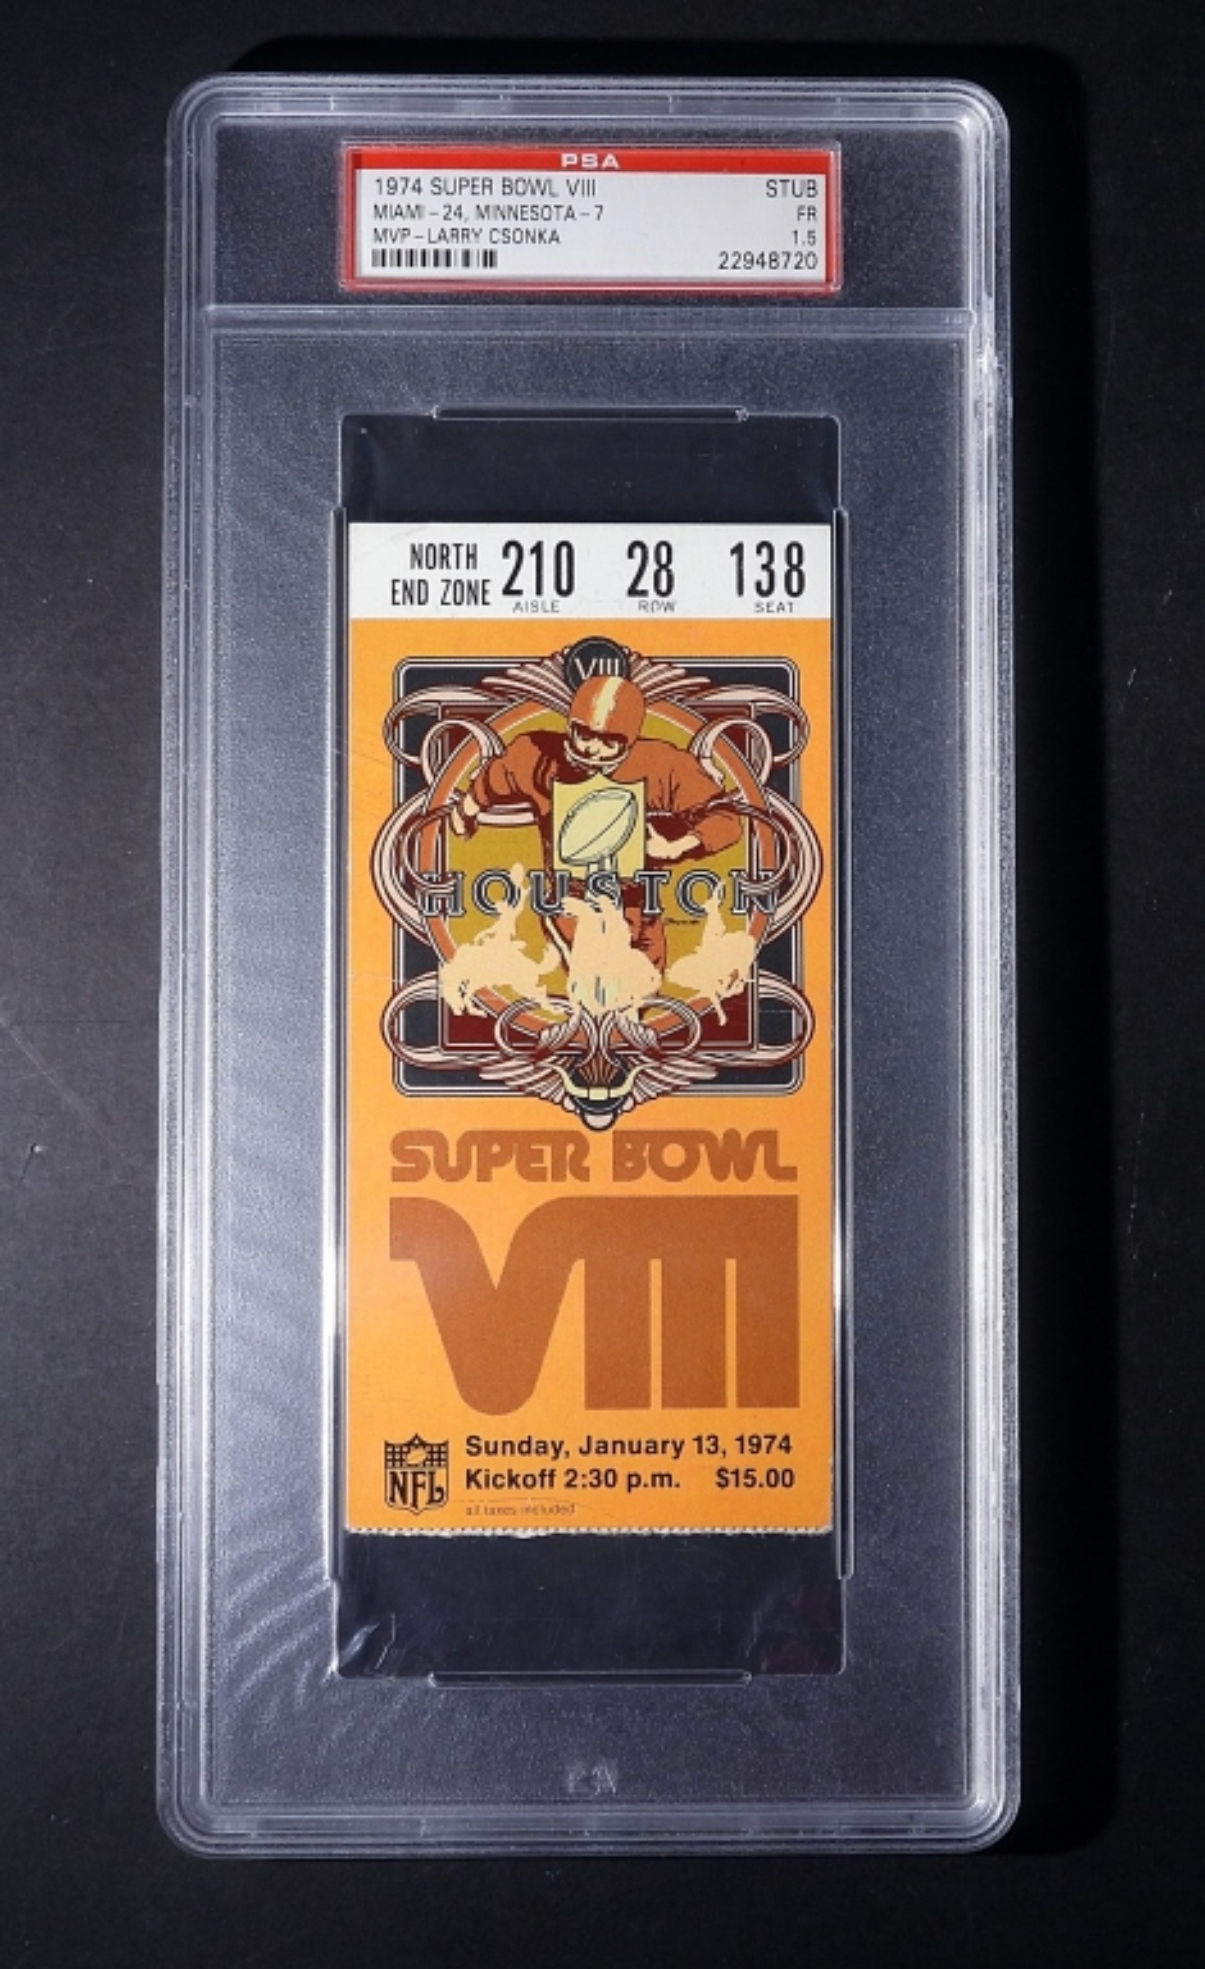 PSA
1974 SUPER BOWL VIII STUB
MIAMI - 24, MINNESOTA - 7 FR
MVP - LARRY CSONKA 1.5
22948720
NORTH END ZONE 210 28 138
AISLE ROW SEAT
VIII
HOUSTON
SUPER BOWL
VIII
Sunday, January 13, 1974
NFL Kickoff 2:30 p.m. $15.00
all taxes included
PSA